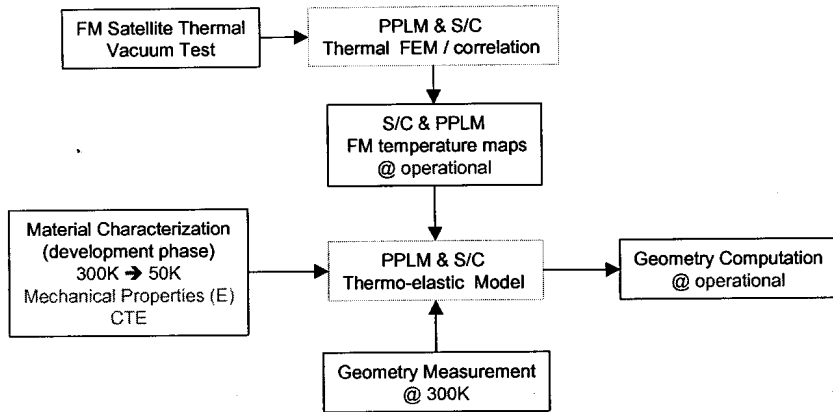 FM Satellite Thermal
Vacuum Test
PPLM & S/C
Thermal FEM / correlation
S/C & PPLM
FM temperature maps
@ operational
Material Characterization
(development phase)
300K ➔ 50K
Mechanical Properties (E)
CTE
PPLM & S/C
Thermo-elastic Model
Geometry Computation
@ operational
Geometry Measurement
@ 300K